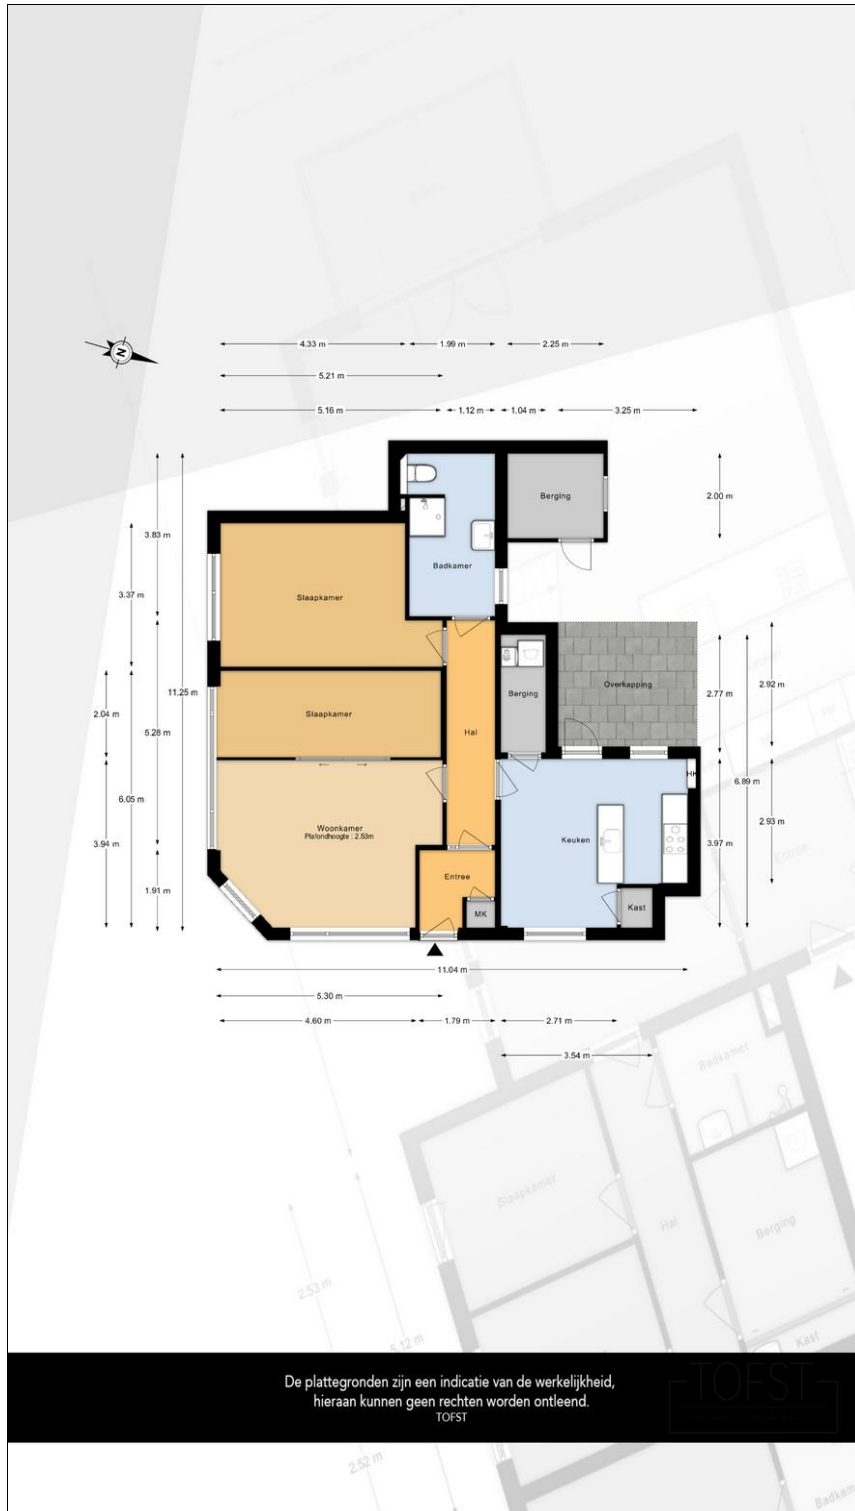 N
4.33 m
1.99 m
2.25 m
5.21 m
5.16 m
1.12 m
1.04 m
3.25 m
3.83 m
3.37 m
11.25 m
2.04 m
5.28 m
6.05 m
3.94 m
1.91 m
Berging
2.00 m
Badkamer
Slaapkamer
Slaapkamer
Berging
Overkapping
2.77 m
2.92 m
Hal
6.89 m
HK
Woonkamer
Plafondhoogte : 2.53m
Keuken
2.93 m
3.97 m
Entree
MK
Kast
11.04 m
5.30 m
4.60 m
1.79 m
2.71 m
3.54 m
Entree
Badkamer
Slaapkamer
Hal
Berging
2.53 m
5.12 m
Kast
De plattegronden zijn een indicatie van de werkelijkheid,
hieraan kunnen geen rechten worden ontleend.
TOFST
TOFST
2.52 m
Badkamer